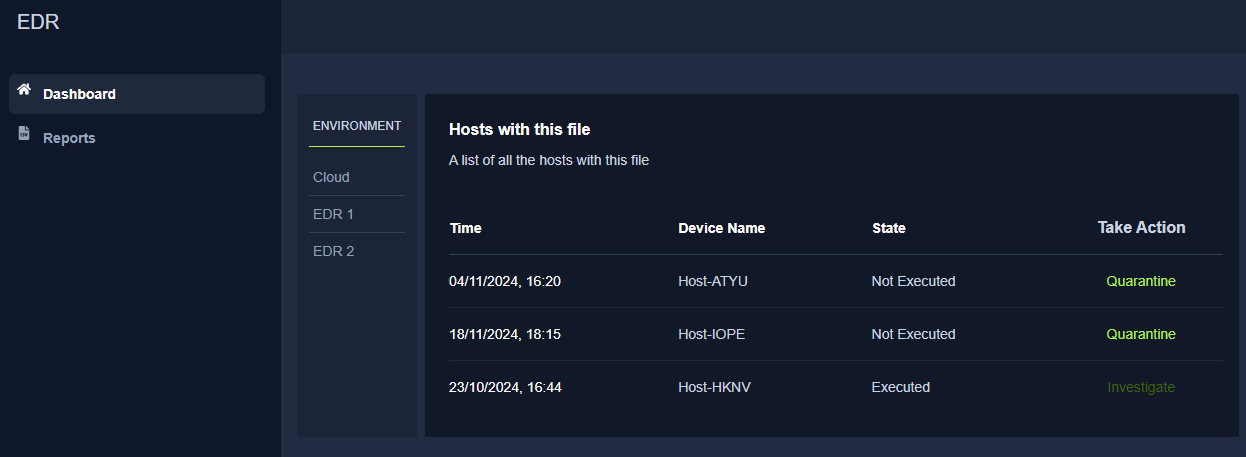 EDR
Dashboard
Reports
ENVIRONMENT
Cloud
EDR 1
EDR 2
Hosts with this file
A list of all the hosts with this file
Time Device Name State Take Action
04/11/2024, 16:20 Host-ATYU Not Executed Quarantine
18/11/2024, 18:15 Host-IOPE Not Executed Quarantine
23/10/2024, 16:44 Host-HKNV Executed Investigate